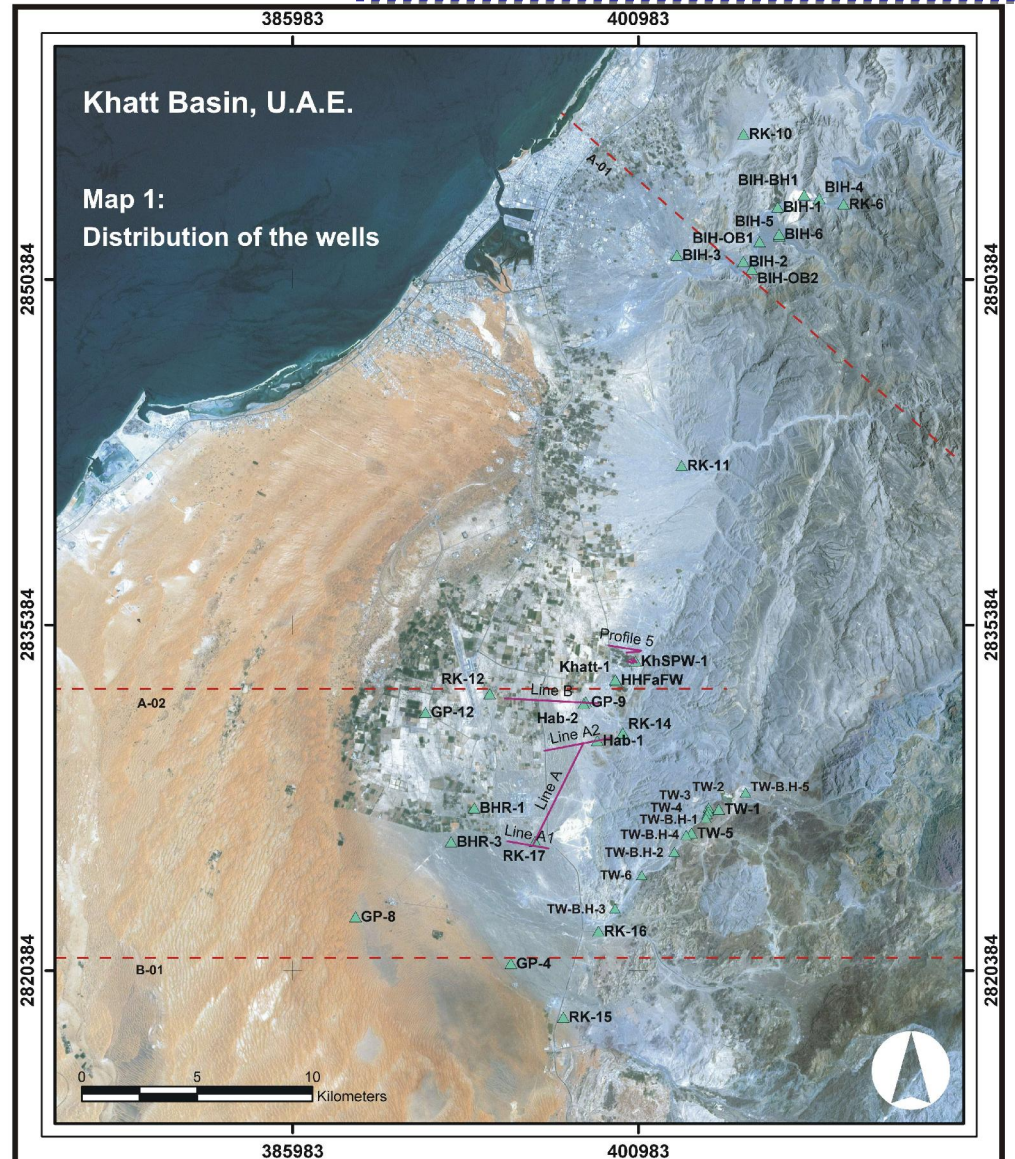 385983
400983
Khatt Basin, U.A.E.
Map 1:
Distribution of the wells
A-01
RK-10
BIH-BH1
BIH-4
BIH-1
RK-6
BIH-5
BIH-6
BIH-OB1
BIH-3
BIH-2
BIH-OB2
2850384
2850384
RK-11
2835384
2835384
Profile 5
Khatt-1
KhSPW-1
HHFaFW
RK-12
Line B
A-02
GP-12
GP-9
Hab-2
RK-14
Line A2
Hab-1
Line A
TW-2
TW-B.H-5
TW-3
TW-4
TW-1
TW-B.H-1
BHR-1
Line A1
TW-B.H-4
TW-5
BHR-3
RK-17
TW-B.H-2
TW-6
TW-B.H-3
GP-8
RK-16
GP-4
B-01
2820384
2820384
RK-15
0
5
10
Kilometers
385983
400983